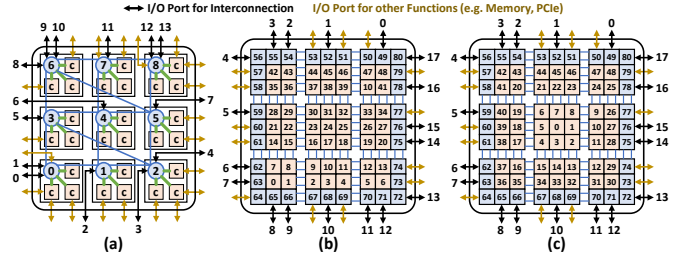 I/O Port for Interconnection
I/O Port for other Functions (e.g. Memory, PCIe)
9 10 11 12 13
8 6 c 7 c 8 c
c c c c c c
6 7
5 3 c 4 c 5 c
c c c c c c
4
1 0 c 1 c 2 c
0 c c c c c c
2 3
(a)
3 2 1 0
4 56 55 54 53 52 51 50 49 80 17
57 42 43 44 45 46 47 48 79
58 35 36 37 38 39 10 41 78 16
5 59 28 29 30 31 32 33 34 77
60 21 22 23 24 25 26 27 76 15
61 14 15 16 17 18 19 20 75 14
6 62 7 8 9 10 11 12 13 74
7 63 0 1 2 3 4 5 6 73
64 65 66 67 68 69 70 71 72 13
8 9 10 11 12
(b)
3 2 1 0
4 56 55 54 53 52 51 50 49 80 17
57 42 43 44 45 46 47 48 79
58 41 20 21 22 23 24 25 78 16
5 59 40 19 6 7 8 9 26 77
60 39 18 5 0 1 10 27 76 15
61 38 17 4 3 2 11 28 75 14
6 62 37 16 15 14 13 12 29 74
7 63 36 35 34 33 32 31 30 73
64 65 66 67 68 69 70 71 72 13
8 9 10 11 12
(c)